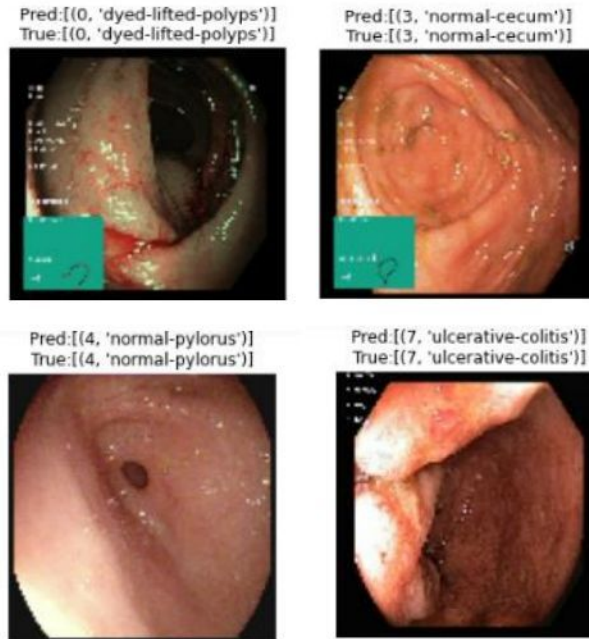 Pred:[(0, 'dyed-lifted-polyps')]
True:[(0, 'dyed-lifted-polyps')]
Pred:[(3, 'normal-cecum')]
True:[(3, 'normal-cecum')]
Pred:[(4, 'normal-pylorus')]
True:[(4, 'normal-pylorus')]
Pred:[(7, 'ulcerative-colitis')]
True:[(7, 'ulcerative-colitis')]